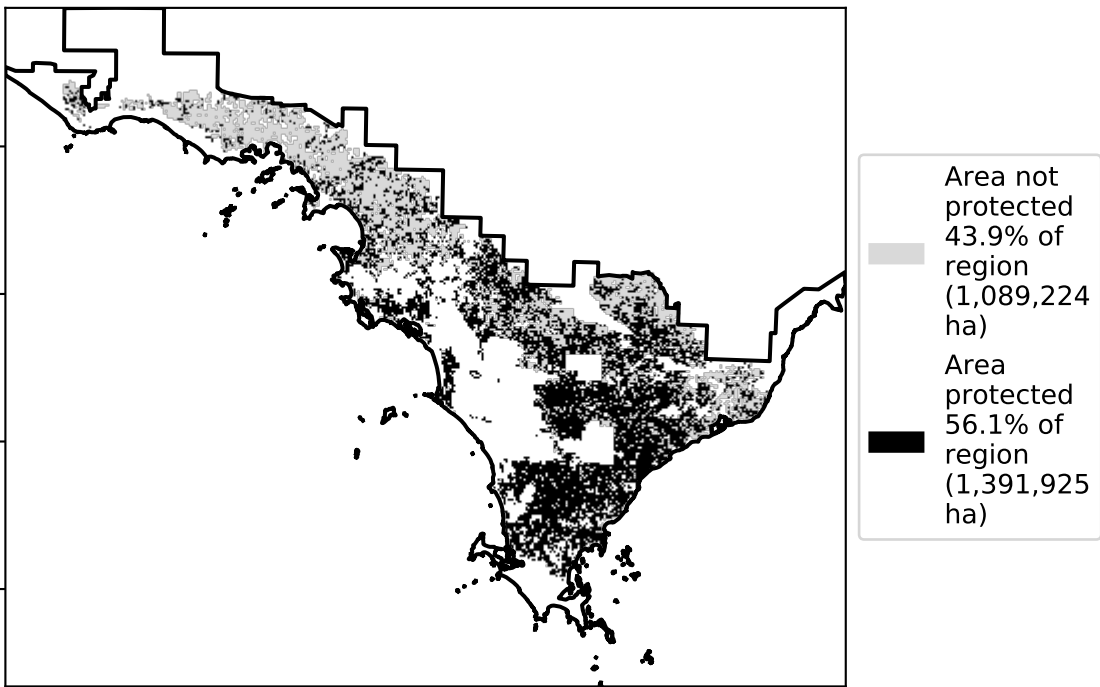 Area not
protected
43.9% of
region
(1,089,224
ha)
Area
protected
56.1% of
region
(1,391,925
ha)